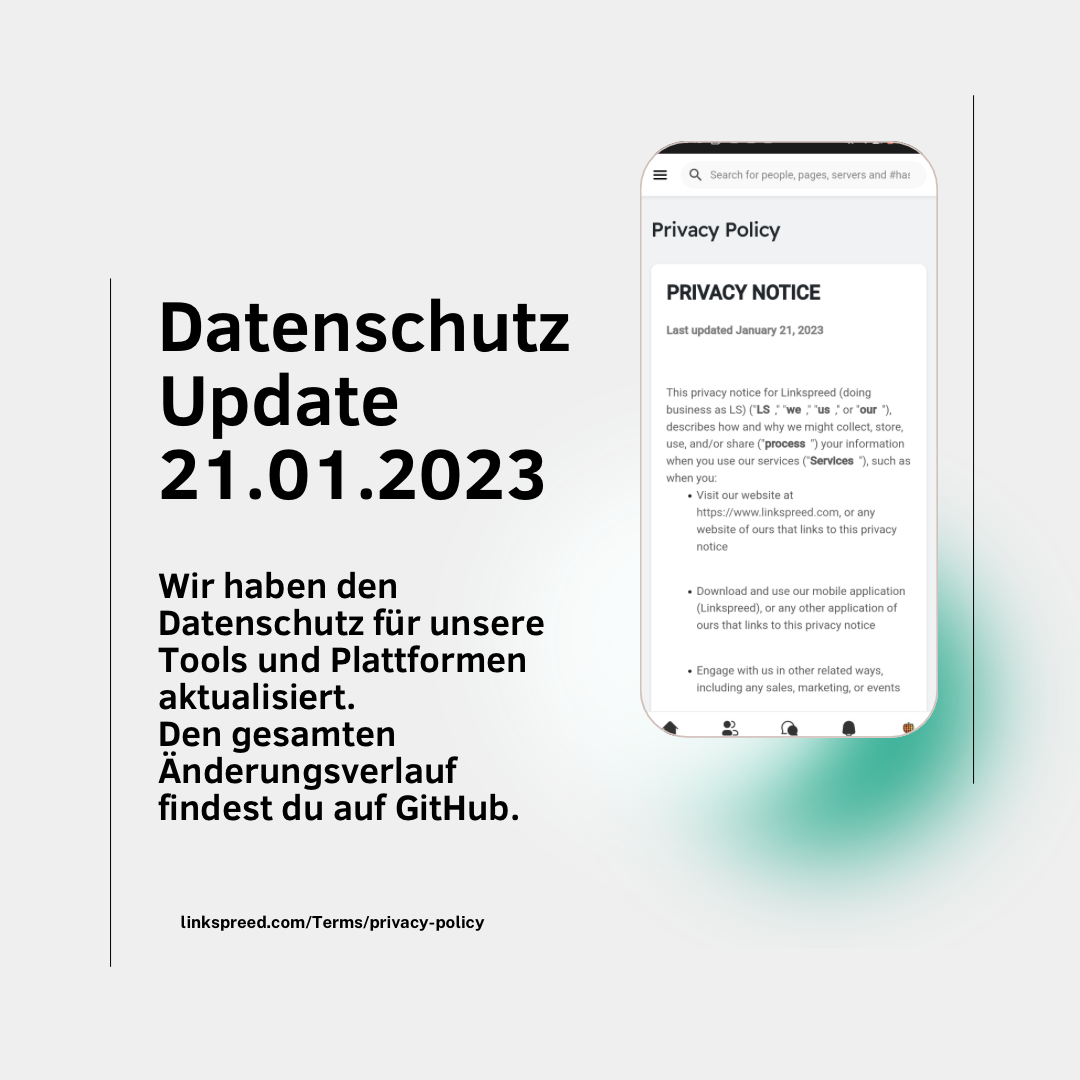 Datenschutz
Update
21.01.2023
Wir haben den
Datenschutz für unsere
Tools und Plattformen
aktualisiert.
Den gesamten
Änderungsverlauf
findest du auf GitHub.
linkspreed.com/Terms/privacy-policy
Search for people, pages, servers and #has
Privacy Policy
PRIVACY NOTICE
Last updated January 21, 2023
This privacy notice for Linkspreed (doing
business as LS) ("LS ," "we ," "us ," or "our "),
describes how and why we might collect, store,
use, and/or share ("process ") your information
when you use our services ("Services "), such as
when you:
• Visit our website at
https://www.linkspreed.com, or any
website of ours that links to this privacy
notice
• Download and use our mobile application
(Linkspreed), or any other application of
ours that links to this privacy notice
• Engage with us in other related ways,
including any sales, marketing, or events